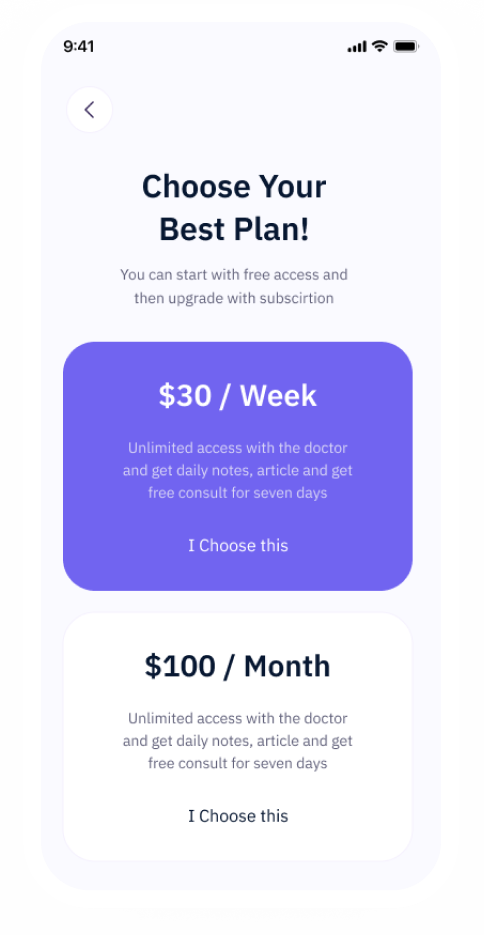 9:41
Choose Your
Best Plan!
You can start with free access and
then upgrade with subscirtion
$30 / Week
Unlimited access with the doctor
and get daily notes, article and get
free consult for seven days
I Choose this
$100 / Month
Unlimited access with the doctor
and get daily notes, article and get
free consult for seven days
I Choose this